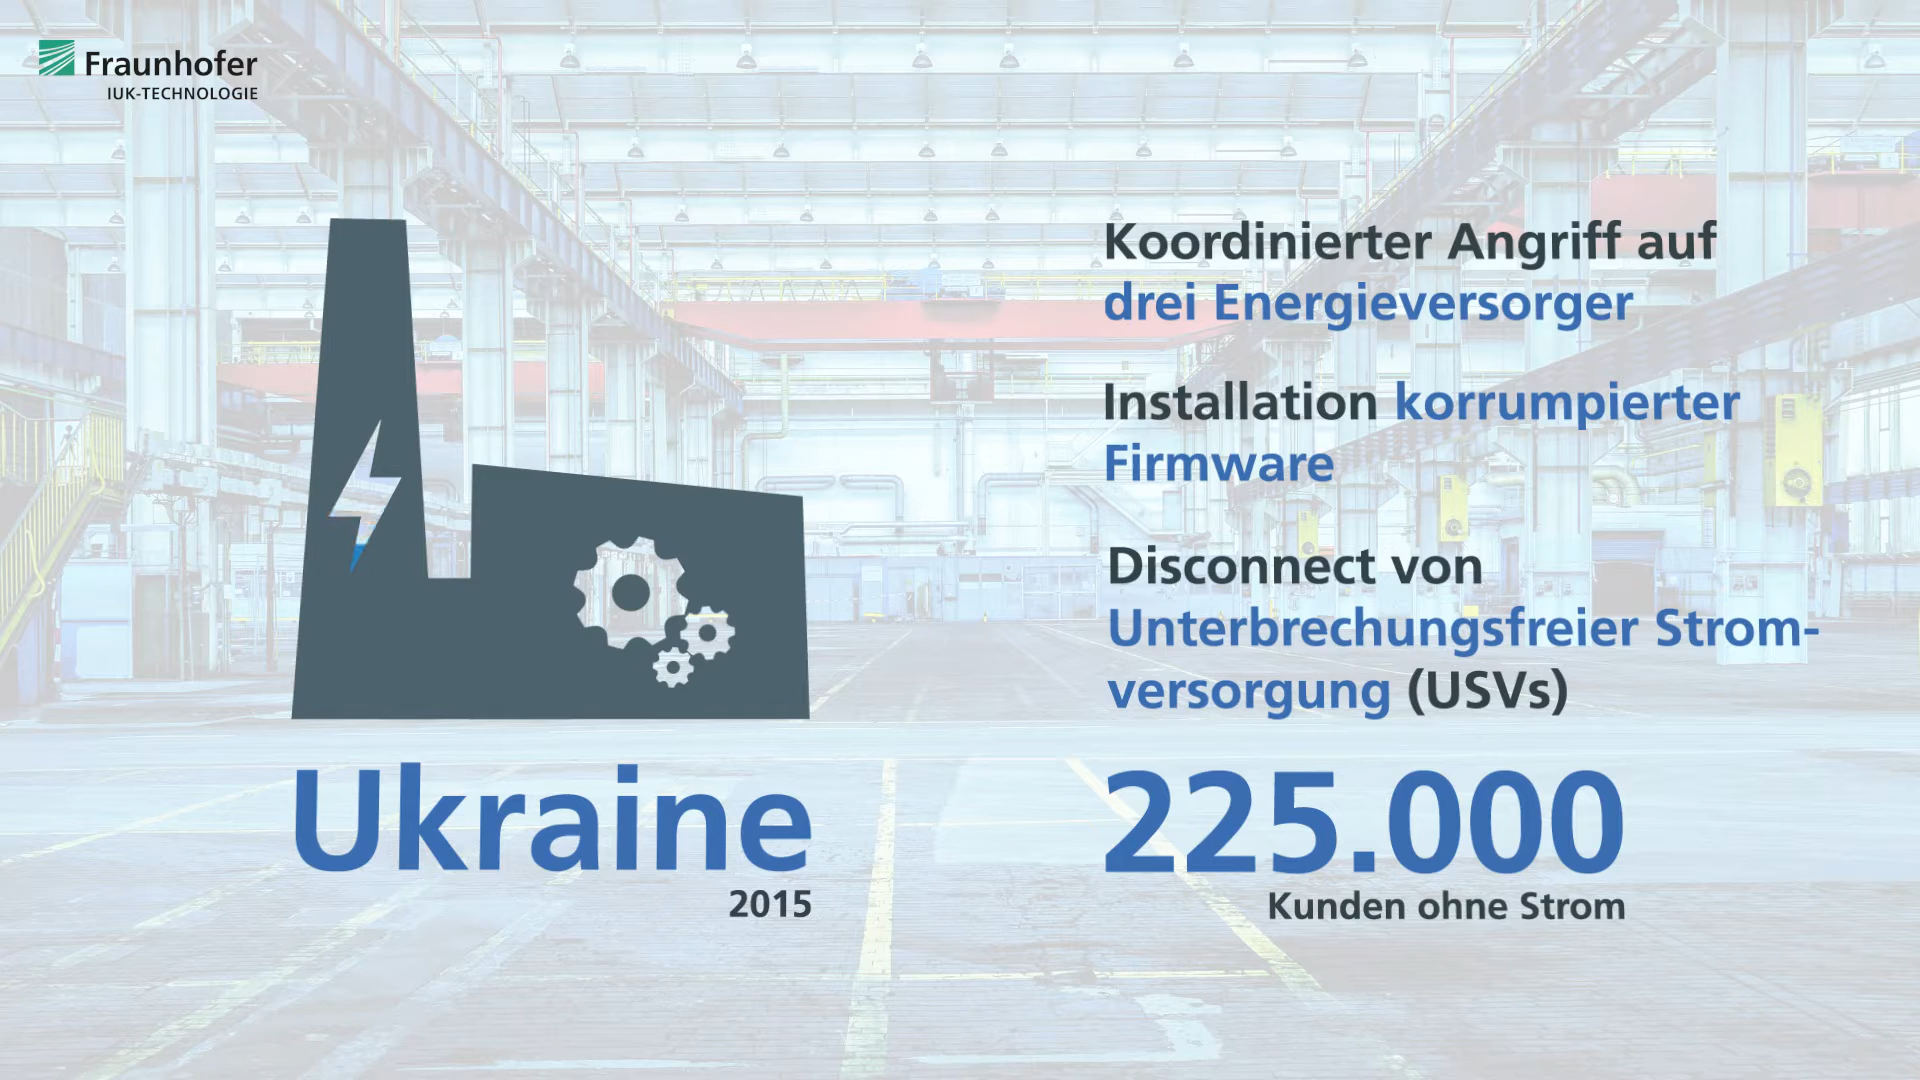 Fraunhofer
IUK-TECHNOLOGIE
Koordinierter Angriff auf
drei Energieversorger
Installation korrumpierter
Firmware
Disconnect von
Unterbrechungsfreier Strom-
versorgung (USVs)
Ukraine
2015
225.000
Kunden ohne Strom